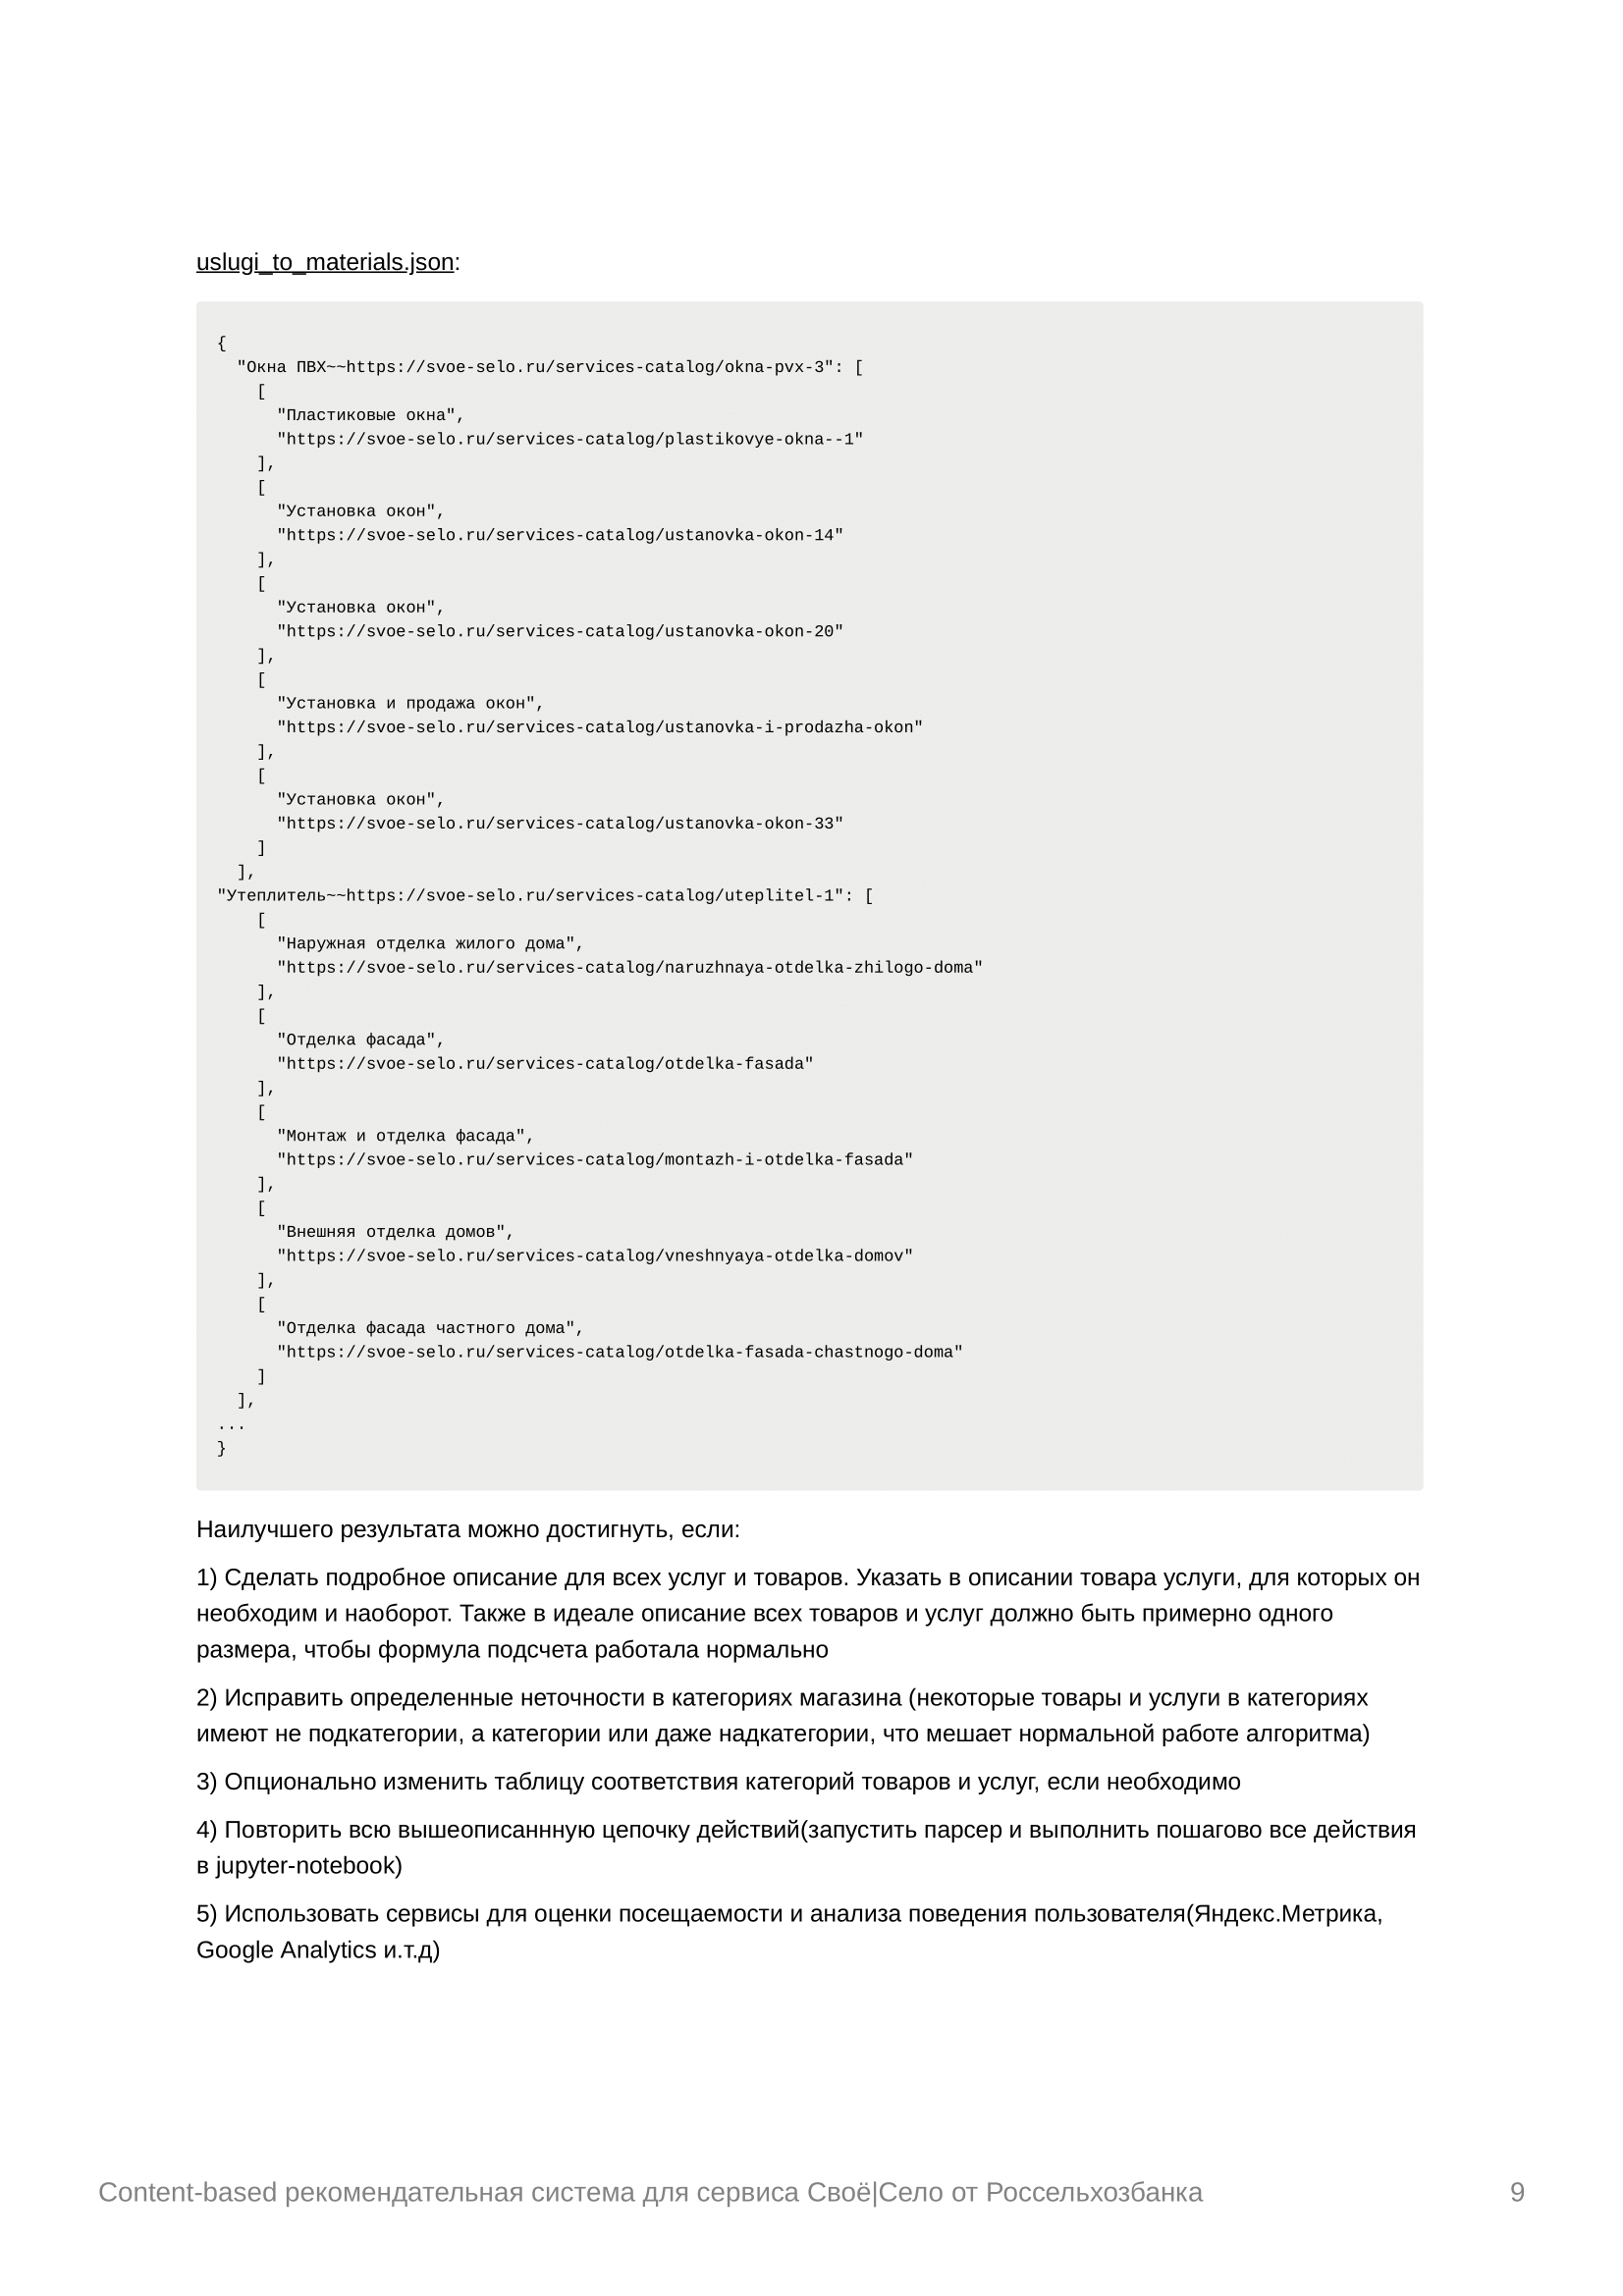 uslugi_to_materials.json:
{
  "Окна ПВХ~~https://svoe-selo.ru/services-catalog/okna-pvx-3": [
    [
      "Пластиковые окна",
      "https://svoe-selo.ru/services-catalog/plastikovye-okna--1"
    ],
    [
      "Установка окон",
      "https://svoe-selo.ru/services-catalog/ustanovka-okon-14"
    ],
    [
      "Установка окон",
      "https://svoe-selo.ru/services-catalog/ustanovka-okon-20"
    ],
    [
      "Установка и продажа окон",
      "https://svoe-selo.ru/services-catalog/ustanovka-i-prodazha-okon"
    ],
    [
      "Установка окон",
      "https://svoe-selo.ru/services-catalog/ustanovka-okon-33"
    ]
  ],
"Утеплитель~~https://svoe-selo.ru/services-catalog/uteplitel-1": [
    [
      "Наружная отделка жилого дома",
      "https://svoe-selo.ru/services-catalog/naruzhnaya-otdelka-zhilogo-doma"
    ],
    [
      "Отделка фасада",
      "https://svoe-selo.ru/services-catalog/otdelka-fasada"
    ],
    [
      "Монтаж и отделка фасада",
      "https://svoe-selo.ru/services-catalog/montazh-i-otdelka-fasada"
    ],
    [
      "Внешняя отделка домов",
      "https://svoe-selo.ru/services-catalog/vneshnyaya-otdelka-domov"
    ],
    [
      "Отделка фасада частного дома",
      "https://svoe-selo.ru/services-catalog/otdelka-fasada-chastnogo-doma"
    ]
  ],
...
}
Наилучшего результата можно достигнуть, если:
1) Сделать подробное описание для всех услуг и товаров. Указать в описании товара услуги, для которых он
необходим и наоборот. Также в идеале описание всех товаров и услуг должно быть примерно одного
размера, чтобы формула подсчета работала нормально
2) Исправить определенные неточности в категориях магазина (некоторые товары и услуги в категориях
имеют не подкатегории, а категории или даже надкатегории, что мешает нормальной работе алгоритма)
3) Опционально изменить таблицу соответствия категорий товаров и услуг, если необходимо
4) Повторить всю вышеописаннную цепочку действий(запустить парсер и выполнить пошагово все действия
в jupyter-notebook)
5) Использовать сервисы для оценки посещаемости и анализа поведения пользователя(Яндекс.Метрика,
Google Analytics и.т.д)
Content-based рекомендательная система для сервиса Своё|Село от Россельхозбанка 9